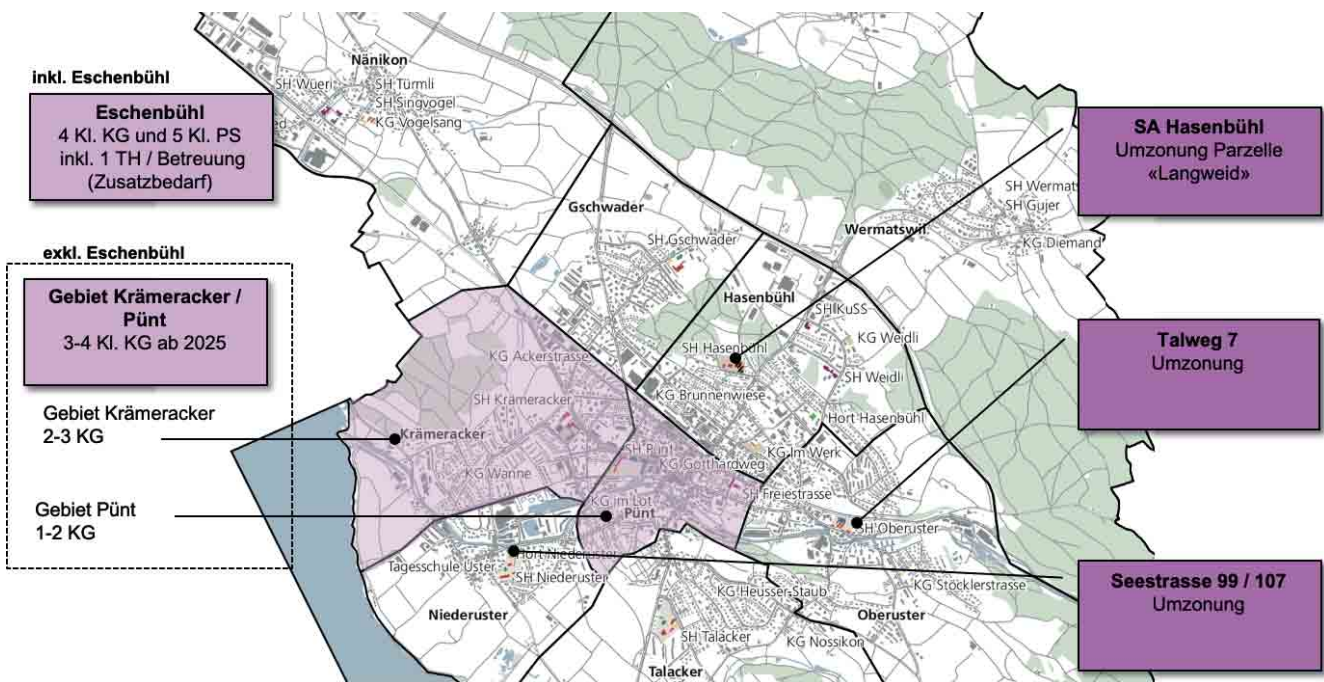 inkl. Eschenbühl
Eschenbühl
4 Kl. KG und 5 Kl. PS
inkl. 1 TH / Betreuung
(Zusatzbedarf)
exkl. Eschenbühl
Gebiet Krämeracker /
Pünt
3-4 Kl. KG ab 2025
Gebiet Krämeracker
2-3 KG
Gebiet Pünt
1-2 KG
Nänikon
SH Wüeri
SH Türmli
SH Singvogel
KG Vogelsang
Gschwader
SH Gschwader
Wermatswil
SH Gujer
KG Diemand
Hasenbühl
SH KuSS
KG Weidli
SH Hasenbühl
SH Weidli
KG Ackerstrasse
KG Brunnenwiese
Hort Hasenbühl
SH Krämeracker
Krämeracker
SH Pünt
KG Im Werk
KG Gotthardweg
KG Wanne
SH Freiestrasse
KG im Lot
Pünt
SH Oberuster
Hort Niederuster
Tagesschule Uster
SH Niederuster
KG Stöcklerstrasse
KG Heusser-Staub
Niederuster
Oberuster
SH Talacker
KG Nossikon
Talacker
SA Hasenbühl
Umzonung Parzelle
«Langweid»
Talweg 7
Umzonung
Seestrasse 99 / 107
Umzonung